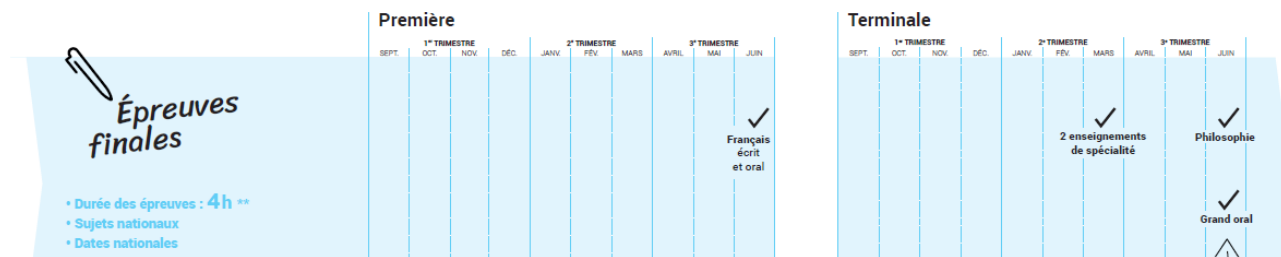 Première
1er TRIMESTRE 2e TRIMESTRE 3e TRIMESTRE
SEPT. OCT. NOV. DÉC. JANV. FÉV. MARS AVRIL MAI JUIN
Terminale
1re TRIMESTRE 2e TRIMESTRE 3e TRIMESTRE
SEPT. OCT. NOV. DÉC. JANV. FÉV. MARS AVRIL MAI JUIN
Épreuves
finales
• Durée des épreuves : 4h **
• Sujets nationaux
• Dates nationales
Français
écrit
et oral
2 enseignements
de spécialité
Philosophie
Grand oral